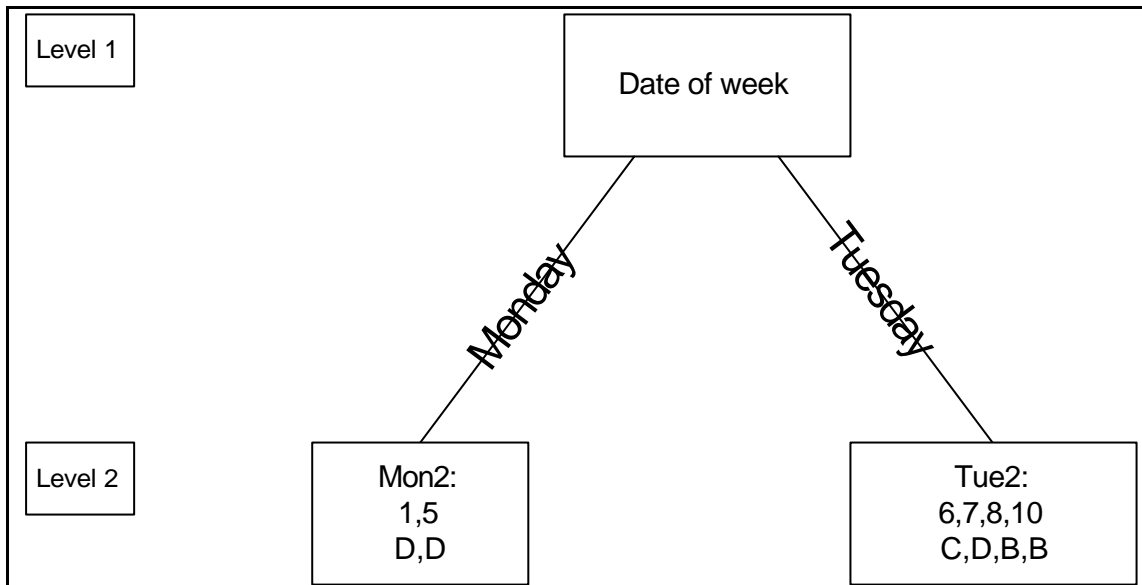 Level 1
Date of week
Monday
Tuesday
Level 2
Mon2:
1,5
D,D
Tue2:
6,7,8,10
C,D,B,B